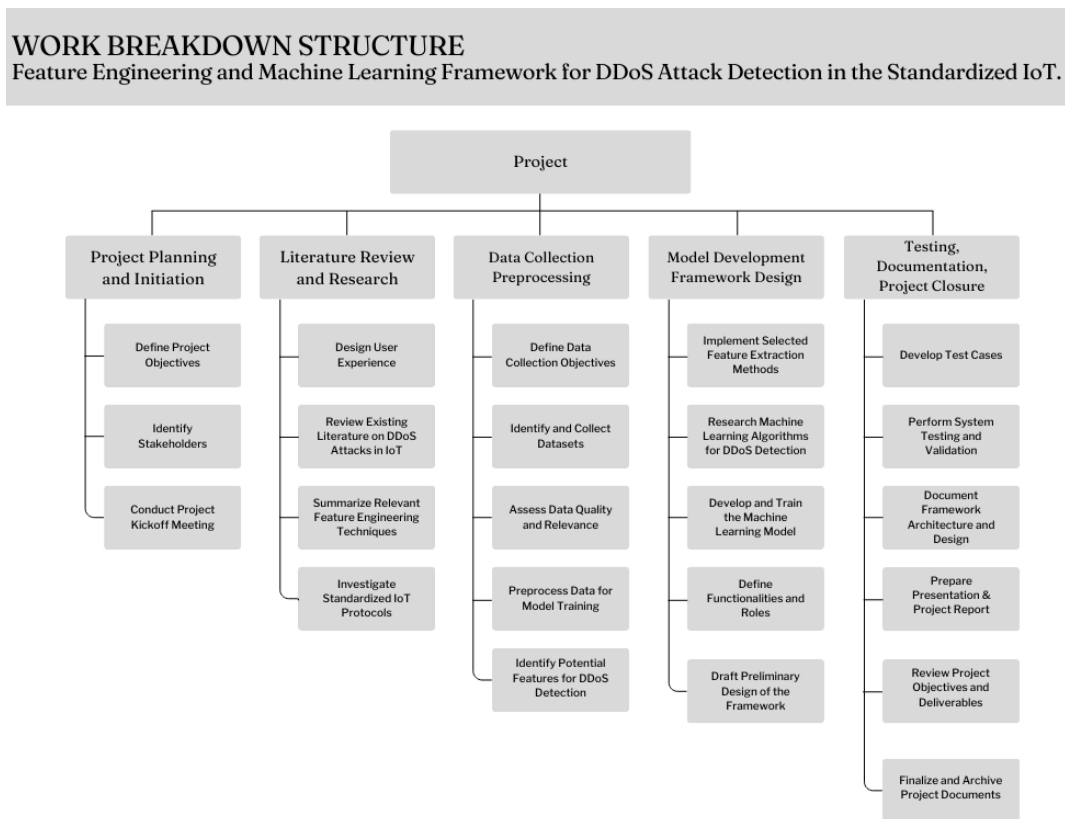 WORK BREAKDOWN STRUCTURE
Feature Engineering and Machine Learning Framework for DDoS Attack Detection in the Standardized IoT.
Project
Project Planning
and Initiation
Define Project
Objectives
Identify
Stakeholders
Conduct Project
Kickoff Meeting
Literature Review
and Research
Design User
Experience
Review Existing
Literature on DDoS
Attacks in IoT
Summarize Relevant
Feature Engineering
Techniques
Investigate
Standardized IoT
Protocols
Data Collection
Preprocessing
Define Data
Collection Objectives
Identify and Collect
Datasets
Assess Data Quality
and Relevance
Preprocess Data for
Model Training
Identify Potential
Features for DDoS
Detection
Model Development
Framework Design
Implement Selected
Feature Extraction
Methods
Research Machine
Learning Algorithms
for DDoS Detection
Develop and Train
the Machine
Learning Model
Define
Functionalities and
Roles
Draft Preliminary
Design of the
Framework
Testing,
Documentation,
Project Closure
Develop Test Cases
Perform System
Testing and
Validation
Document
Framework
Architecture and
Design
Prepare
Presentation &
Project Report
Review Project
Objectives and
Deliverables
Finalize and Archive
Project Documents